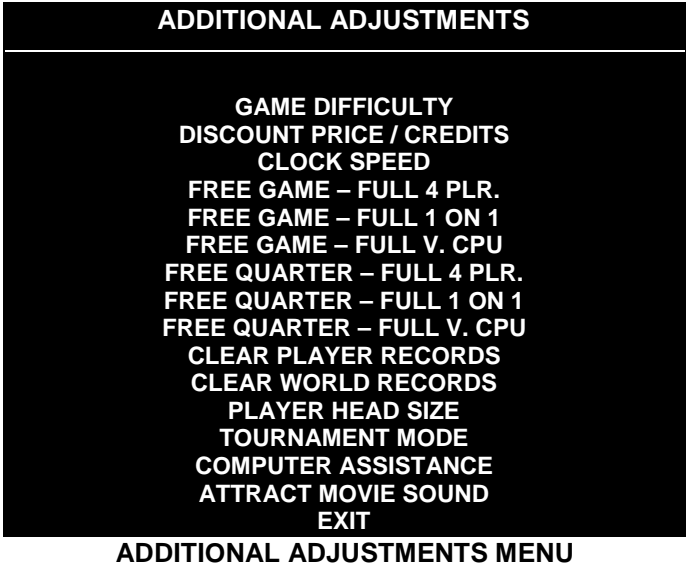 ADDITIONAL ADJUSTMENTS
GAME DIFFICULTY
DISCOUNT PRICE / CREDITS
CLOCK SPEED
FREE GAME – FULL 4 PLR.
FREE GAME – FULL 1 ON 1
FREE GAME – FULL V. CPU
FREE QUARTER – FULL 4 PLR.
FREE QUARTER – FULL 1 ON 1
FREE QUARTER – FULL V. CPU
CLEAR PLAYER RECORDS
CLEAR WORLD RECORDS
PLAYER HEAD SIZE
TOURNAMENT MODE
COMPUTER ASSISTANCE
ATTRACT MOVIE SOUND
EXIT
ADDITIONAL ADJUSTMENTS MENU